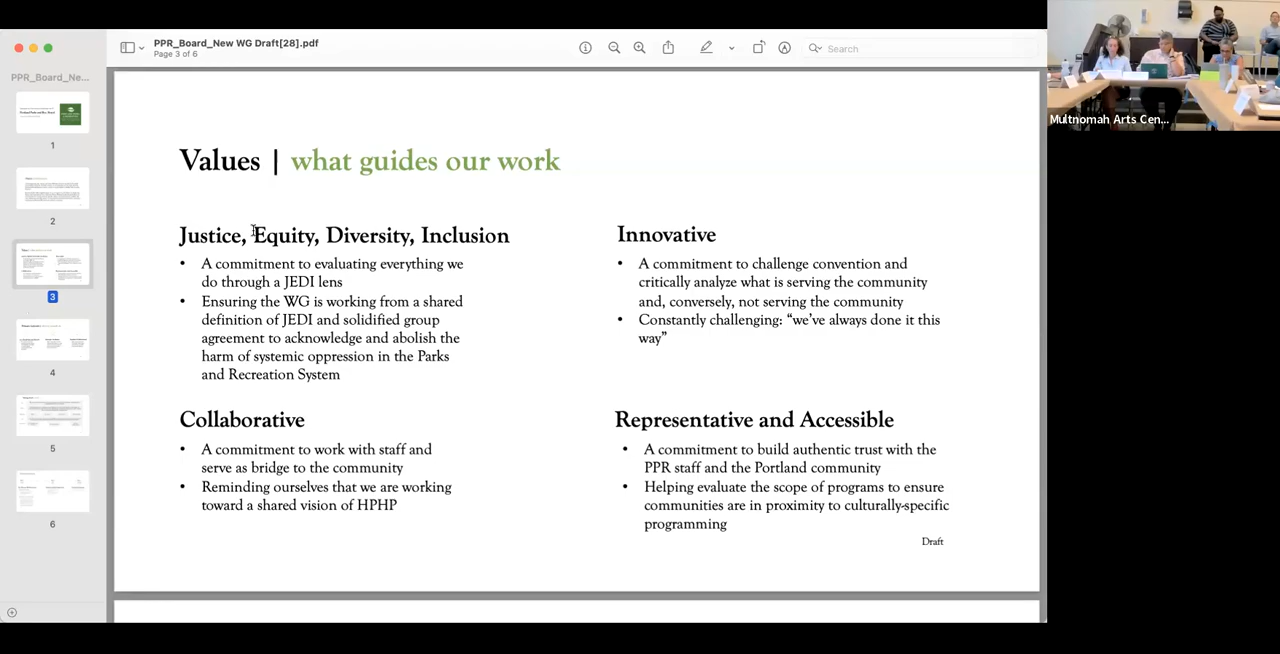 PPR_Board_New WG Draft[28].pdf
Page 3 of 6
Search
PPR_Board_Ne...
1
2
3
4
5
6
Values | what guides our work
Justice, Equity, Diversity, Inclusion
• A commitment to evaluating everything we
do through a JEDI lens
• Ensuring the WG is working from a shared
definition of JEDI and solidified group
agreement to acknowledge and abolish the
harm of systemic oppression in the Parks
and Recreation System
Innovative
• A commitment to challenge convention and
critically analyze what is serving the community
and, conversely, not serving the community
• Constantly challenging: “we’ve always done it this
way”
Collaborative
• A commitment to work with staff and
serve as bridge to the community
• Reminding ourselves that we are working
toward a shared vision of HPHP
Representative and Accessible
• A commitment to build authentic trust with the
PPR staff and the Portland community
• Helping evaluate the scope of programs to ensure
communities are in proximity to culturally-specific
programming
Draft
Multnomah Arts Cen...